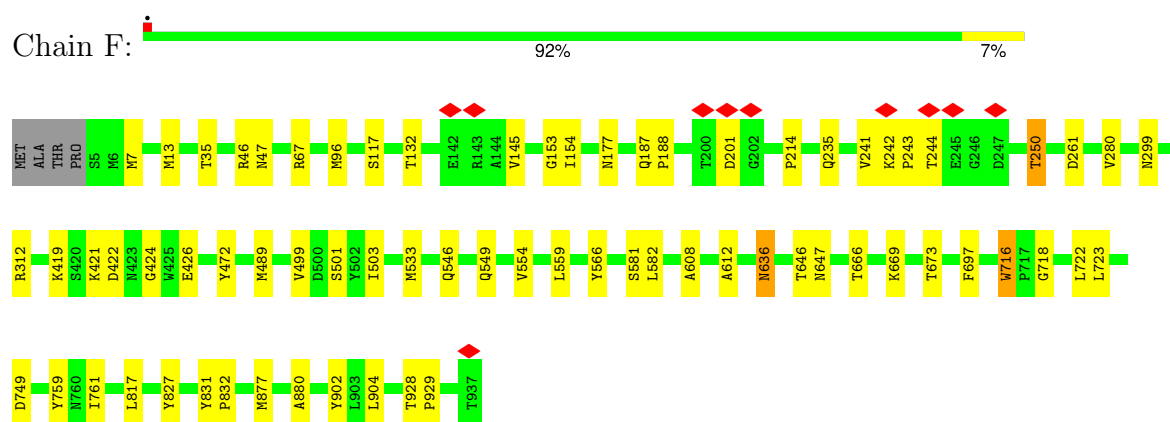 Chain F:
92%
7%
MET ALA THR PRO S5 M6 M7 M13 T35 R46 N47 R67 M96 S117 T132 E142 R143 A144 V145 G153 I154 N177 Q187 P188 T200 D201 G202 P214 Q235 V241 K242 P243 T244 E245 G246 D247 T250 D261 V280 N299
R312 K419 S420 K421 D422 N423 G424 W425 E426 Y472 M489 V499 D500 S501 Y502 I503 M533 Q546 Q549 V554 L559 Y566 S581 L582 A608 A612 N636 T646 N647 T666 K669 T673 F697 W716 P717 G718 L722 L723
D749 Y759 N760 I761 L817 Y827 Y831 P832 M877 A880 Y902 L903 L904 T928 P929 T937